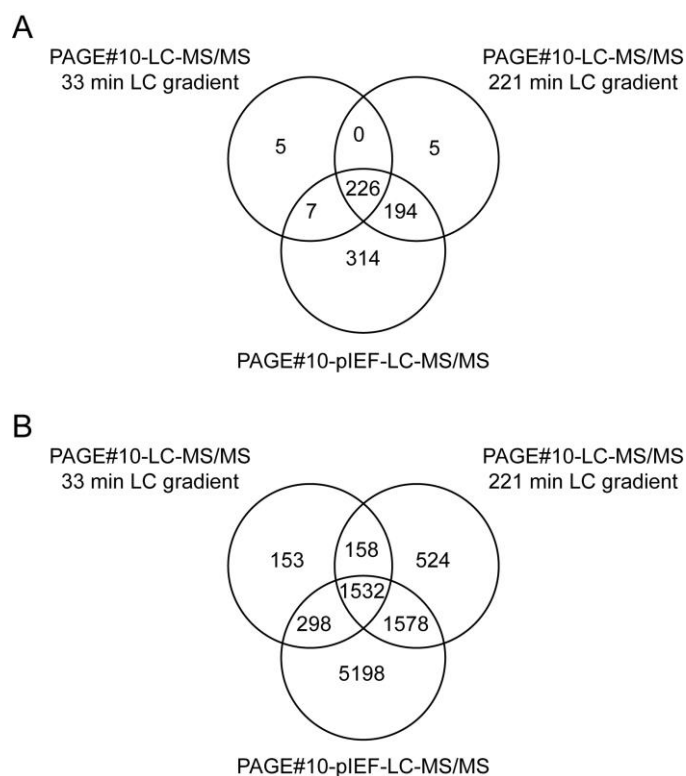 A
PAGE#10-LC-MS/MS
33 min LC gradient
PAGE#10-LC-MS/MS
221 min LC gradient
5
0
5
226
7
194
314
PAGE#10-pIEF-LC-MS/MS
B
PAGE#10-LC-MS/MS
33 min LC gradient
PAGE#10-LC-MS/MS
221 min LC gradient
153
158
524
1532
298
1578
5198
PAGE#10-pIEF-LC-MS/MS